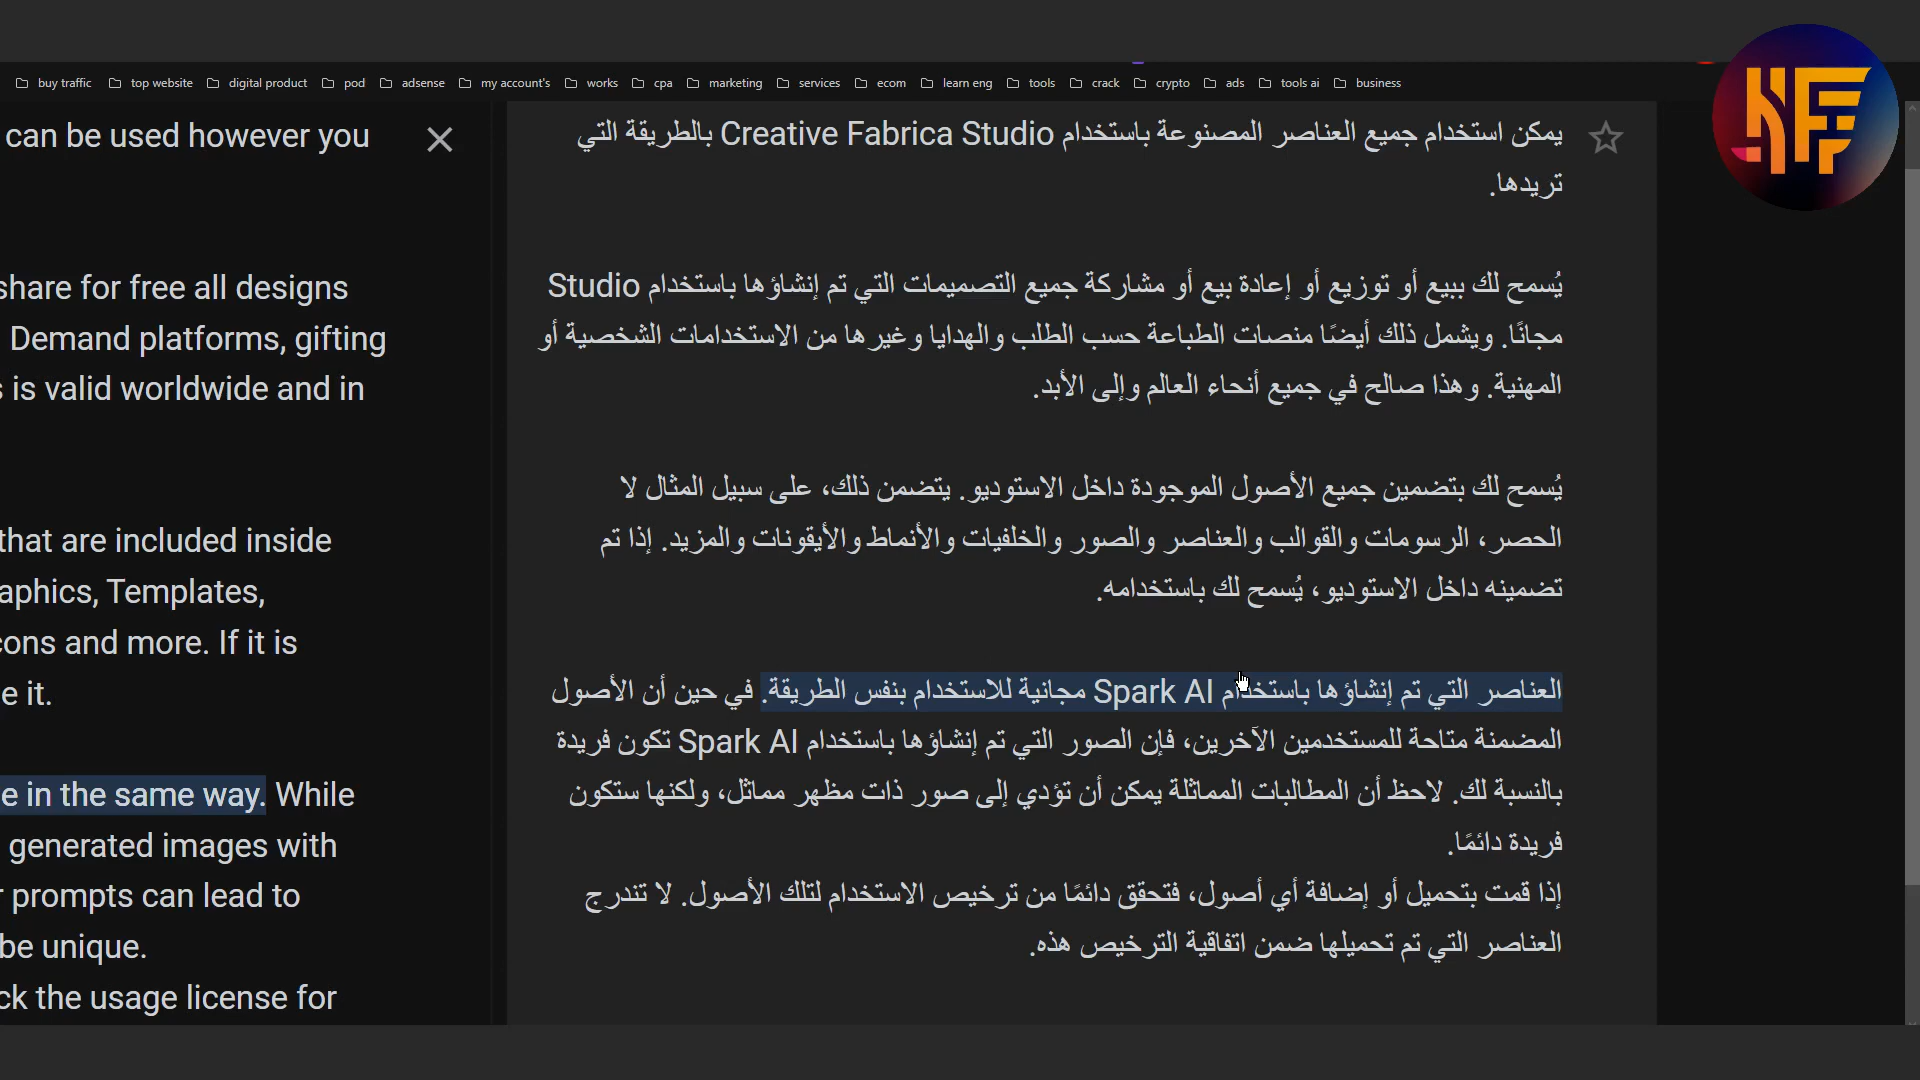 buy traffic
top website
digital product
pod
adsense
my account's
works
cpa
marketing
services
ecom
learn eng
tools
crack
crypto
ads
tools ai
business
can be used however you
share for free all designs
Demand platforms, gifting
is valid worldwide and in
that are included inside
aphics, Templates,
cons and more. If it is
e it.
e in the same way. While
generated images with
r prompts can lead to
be unique.
ck the usage license for
يمكن استخدام جميع العناصر المصنوعة باستخدام Creative Fabrica Studio بالطريقة التي
تريدها.
يُسمح لك ببيع أو توزيع أو إعادة بيع أو مشاركة جميع التصميمات التي تم إنشاؤها باستخدام Studio
مجانًا. ويشمل ذلك أيضًا منصات الطباعة حسب الطلب والهدايا وغيرها من الاستخدامات الشخصية أو
المهنية. وهذا صالح في جميع أنحاء العالم وإلى الأبد.
يُسمح لك بتضمين جميع الأصول الموجودة داخل الاستوديو. يتضمن ذلك، على سبيل المثال لا
الحصر، الرسومات والقوالب والعناصر والصور والخلفيات والأنماط والأيقونات والمزيد. إذا تم
تضمينه داخل الاستوديو، يُسمح لك باستخدامه.
العناصر التي تم إنشاؤها باستخدام Spark AI مجانية للاستخدام بنفس الطريقة. في حين أن الأصول
المضمنة متاحة للمستخدمين الآخرين، فإن الصور التي تم إنشاؤها باستخدام Spark AI تكون فريدة
بالنسبة لك. لاحظ أن المطالبات المماثلة يمكن أن تؤدي إلى صور ذات مظهر مماثل، ولكنها ستكون
فريدة دائمًا.
إذا قمت بتحميل أو إضافة أي أصول، فتحقق دائمًا من ترخيص الاستخدام لتلك الأصول. لا تندرج
العناصر التي تم تحميلها ضمن اتفاقية الترخيص هذه.